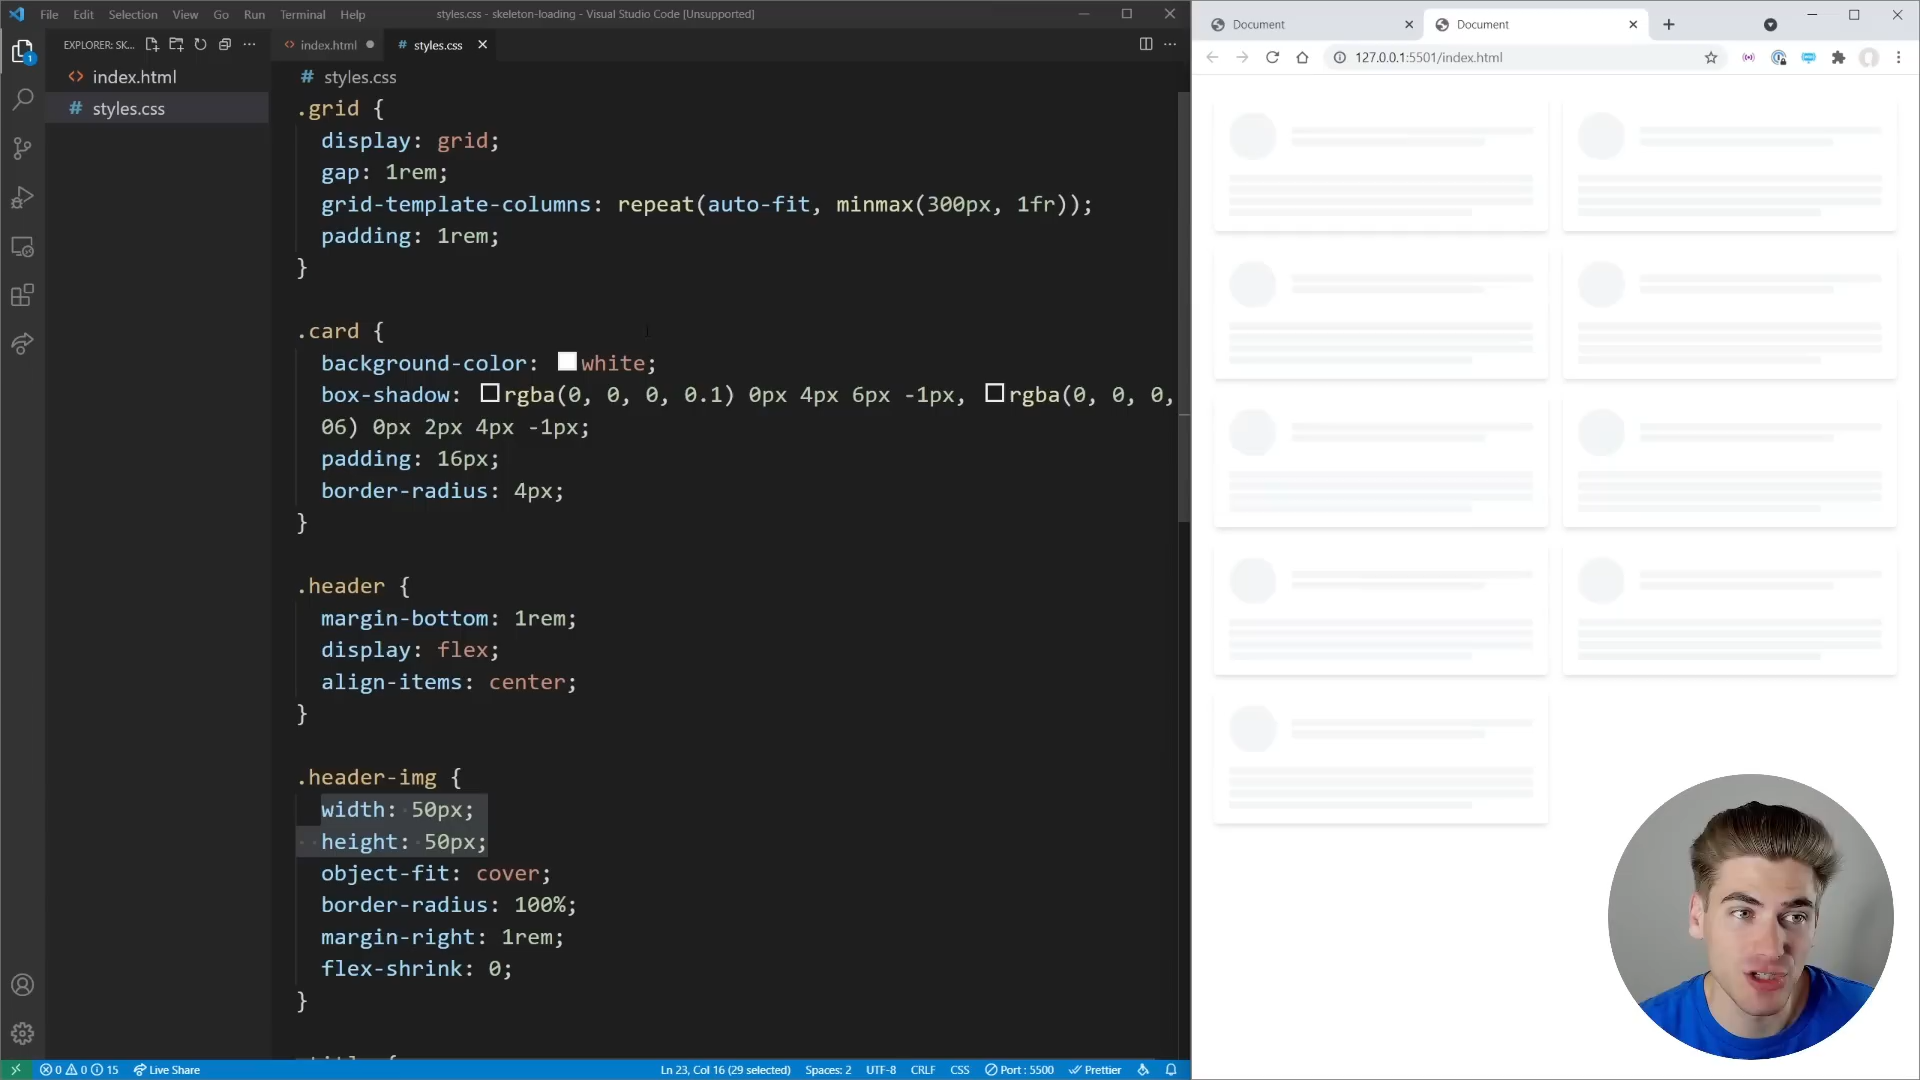 File Edit Selection View Go Run Terminal Help
styles.css - skeleton-loading - Visual Studio Code [Unsupported]
EXPLORER: SK...
index.html
styles.css
1
index.html
# styles.css
# styles.css
.grid {
display: grid;
gap: 1rem;
grid-template-columns: repeat(auto-fit, minmax(300px, 1fr));
padding: 1rem;
}
.card {
background-color: white;
box-shadow: rgba(0, 0, 0, 0.1) 0px 4px 6px -1px, rgba(0, 0, 0,
06) 0px 2px 4px -1px;
padding: 16px;
border-radius: 4px;
}
.header {
margin-bottom: 1rem;
display: flex;
align-items: center;
}
.header-img {
width: 50px;
height: 50px;
object-fit: cover;
border-radius: 100%;
margin-right: 1rem;
flex-shrink: 0;
}
0 0 15 Live Share
Ln 23, Col 16 (29 selected) Spaces: 2 UTF-8 CRLF CSS Port : 5500 Prettier
Document
Document
127.0.0.1:5501/index.html